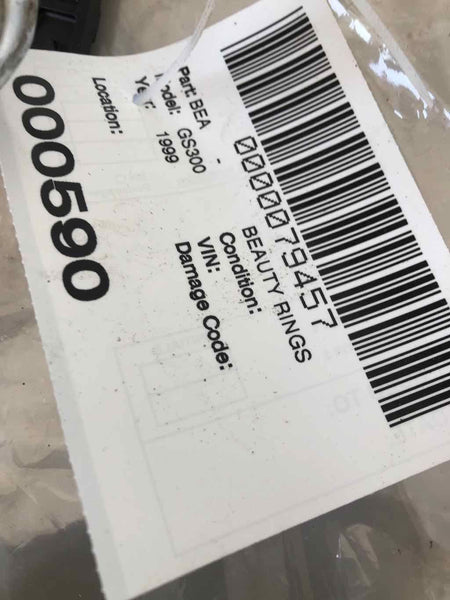 0000079457
Part: BEA - BEAUTY RINGS
Model: GS300 Condition:
Year: 1999 VIN:
Damage Code:
Location:
000590